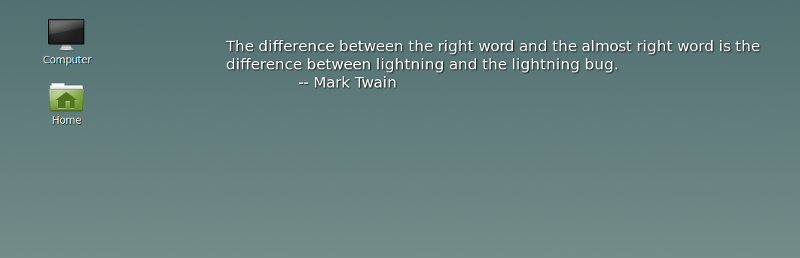 Computer
Home
The difference between the right word and the almost right word is the
difference between lightning and the lightning bug.
-- Mark Twain